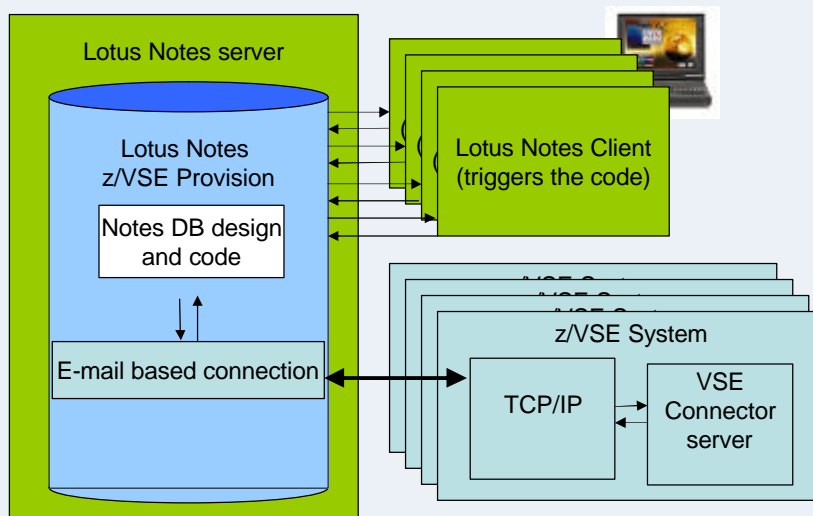 Lotus Notes server
Lotus Notes
z/VSE Provision
Notes DB design
and code
E-mail based connection
Lotus Notes Client
(triggers the code)
z/VSE System
TCP/IP
VSE
Connector
server